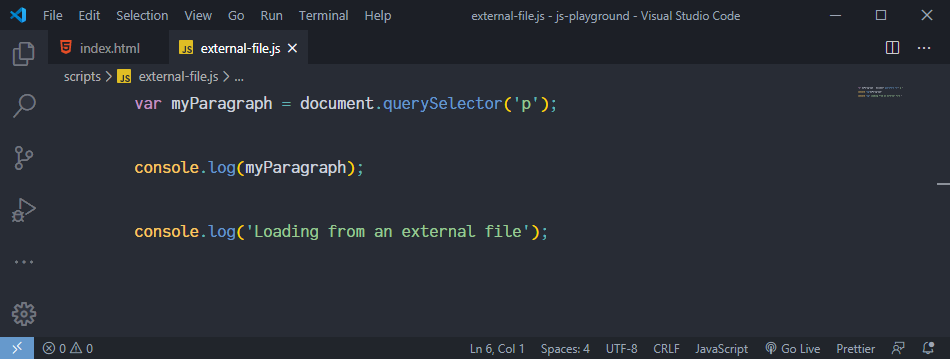 File Edit Selection View Go Run Terminal Help external-file.js - js-playground - Visual Studio Code
index.html JS external-file.js
scripts > JS external-file.js > ...
var myParagraph = document.querySelector('p');
console.log(myParagraph);
console.log('Loading from an external file');
0 0 Ln 6, Col 1 Spaces: 4 UTF-8 CRLF JavaScript Go Live Prettier